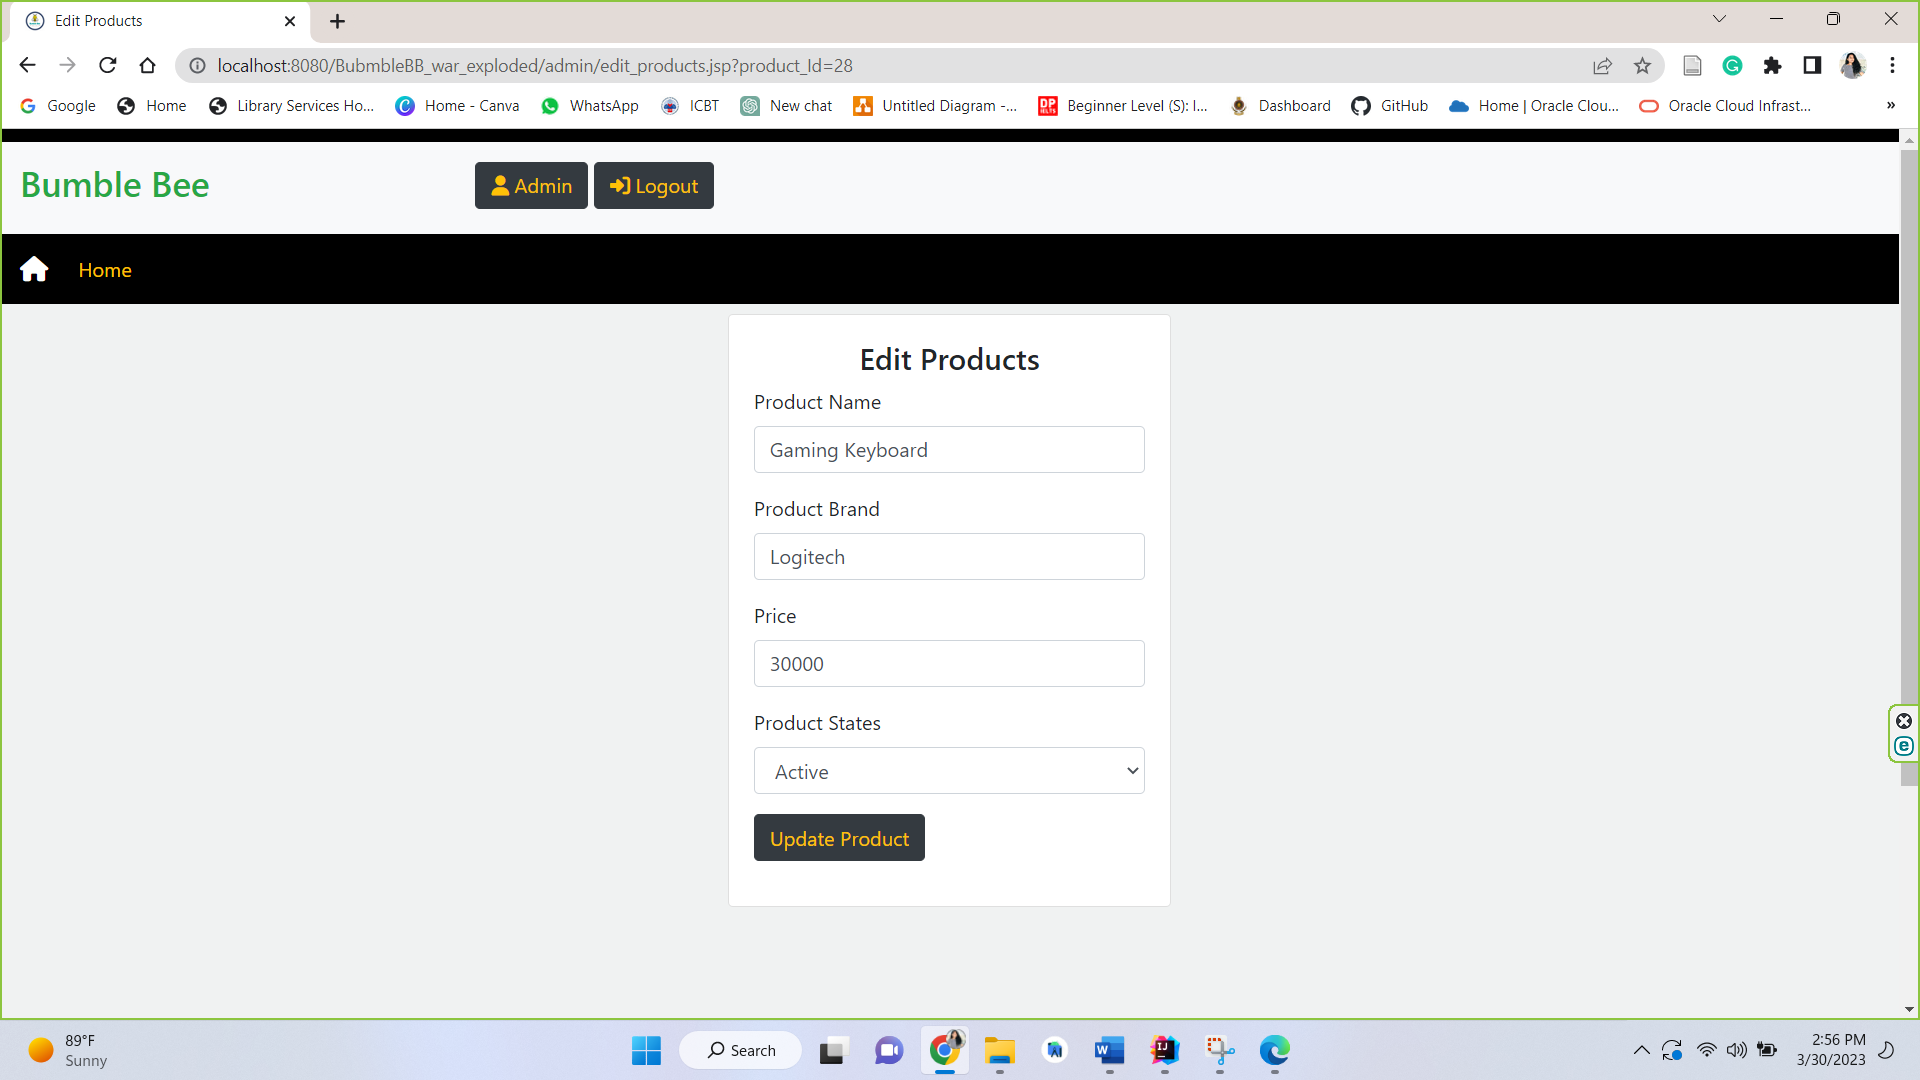 Edit Products
localhost:8080/BubmbleBB_war_exploded/admin/edit_products.jsp?product_Id=28
Google Home Library Services Ho... Home - Canva WhatsApp ICBT New chat Untitled Diagram -... Beginner Level (S): I... Dashboard GitHub Home | Oracle Clou... Oracle Cloud Infrast... »
Bumble Bee
Admin
Logout
Home
Edit Products
Product Name
Gaming Keyboard
Product Brand
Logitech
Price
30000
Product States
Active
Update Product
89°F
Sunny
Search
2:56 PM
3/30/2023